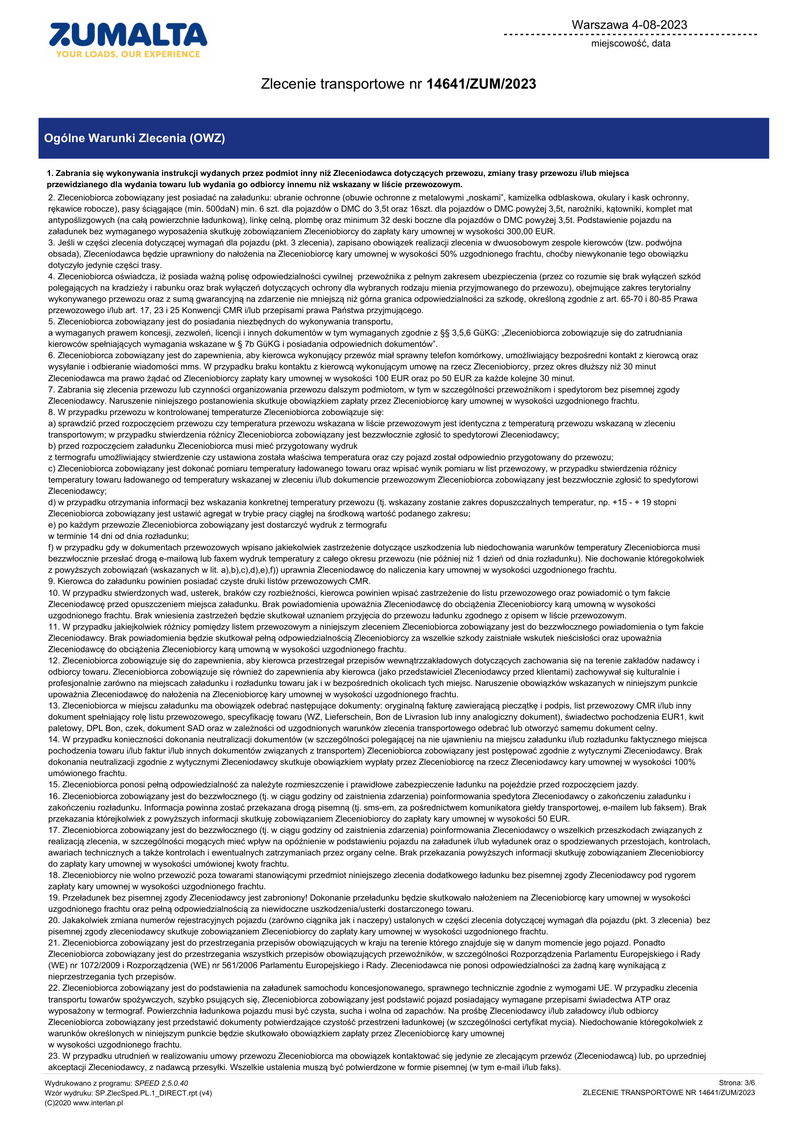 ZUMALTA
YOUR LOADS, OUR EXPERIENCE
Warszawa 4-08-2023
miejscowość, data
Zlecenie transportowe nr 14641/ZUM/2023
Ogólne Warunki Zlecenia (OWZ)
1. Zabrania się wykonywania instrukcji wydanych przez podmiot inny niż Zleceniodawca dotyczących przewozu, zmiany trasy przewozu i/lub miejsca
przewidzianego dla wydania towaru lub wydania go odbiorcy innemu niż wskazany w liście przewozowym.
2. Zleceniobiorca zobowiązany jest posiadać na załadunku: ubranie ochronne (obuwie ochronne z metalowymi „noskami", kamizelka odblaskowa, okulary i kask ochronny,
rękawice robocze), pasy ściągające (min. 500daN) min. 6 szt. dla pojazdów o DMC do 3,5t oraz 16szt. dla pojazdów o DMC powyżej 3,5t, narożniki, kątowniki, komplet mat
antypoślizgowych (na całą powierzchnie ładunkową), linkę celną, plombę oraz minimum 32 deski boczne dla pojazdów o DMC powyżej 3,5t. Podstawienie pojazdu na
załadunek bez wymaganego wyposażenia skutkuję zobowiązaniem Zleceniobiorcy do zapłaty kary umownej w wysokości 300,00 EUR.
3. Jeśli w części zlecenia dotyczącej wymagań dla pojazdu (pkt. 3 zlecenia), zapisano obowiązek realizacji zlecenia w dwuosobowym zespole kierowców (tzw. podwójna
obsada), Zleceniodawca będzie uprawniony do nałożenia na Zleceniobiorcę kary umownej w wysokości 50% uzgodnionego frachtu, choćby niewykonanie tego obowiązku
dotyczyło jedynie części trasy.
4. Zleceniobiorca oświadcza, iż posiada ważną polisę odpowiedzialności cywilnej  przewoźnika z pełnym zakresem ubezpieczenia (przez co rozumie się brak wyłączeń szkód
polegających na kradzieży i rabunku oraz brak wyłączeń dotyczących ochrony dla wybranych rodzaju mienia przyjmowanego do przewozu), obejmujące zakres terytorialny
wykonywanego przewozu oraz z sumą gwarancyjną na zdarzenie nie mniejszą niż górna granica odpowiedzialności za szkodę, określoną zgodnie z art. 65-70 i 80-85 Prawa
przewozowego i/lub art. 17, 23 i 25 Konwencji CMR i/lub przepisami prawa Państwa przyjmującego.
5. Zleceniobiorca zobowiązany jest do posiadania niezbędnych do wykonywania transportu,
a wymaganych prawem koncesji, zezwoleń, licencji i innych dokumentów w tym wymaganych zgodnie z §§ 3,5,6 GüKG: „Zleceniobiorca zobowiązuje się do zatrudniania
kierowców spełniających wymagania wskazane w § 7b GüKG i posiadania odpowiednich dokumentów".
6. Zleceniobiorca zobowiązany jest do zapewnienia, aby kierowca wykonujący przewóz miał sprawny telefon komórkowy, umożliwiający bezpośredni kontakt z kierowcą oraz
wysyłanie i odbieranie wiadomości mms. W przypadku braku kontaktu z kierowcą wykonującym umowę na rzecz Zleceniobiorcy, przez okres dłuższy niż 30 minut
Zleceniodawca ma prawo żądać od Zleceniobiorcy zapłaty kary umownej w wysokości 100 EUR oraz po 50 EUR za każde kolejne 30 minut.
7. Zabrania się zlecenia przewozu lub czynności organizowania przewozu dalszym podmiotom, w tym w szczególności przewoźnikom i spedytorom bez pisemnej zgody
Zleceniodawcy. Naruszenie niniejszego postanowienia skutkuje obowiązkiem zapłaty przez Zleceniobiorcę kary umownej w wysokości uzgodnionego frachtu.
8. W przypadku przewozu w kontrolowanej temperaturze Zleceniobiorca zobowiązuje się:
a) sprawdzić przed rozpoczęciem przewozu czy temperatura przewozu wskazana w liście przewozowym jest identyczna z temperaturą przewozu wskazaną w zleceniu
transportowym; w przypadku stwierdzenia różnicy Zleceniobiorca zobowiązany jest bezzwłocznie zgłosić to spedytorowi Zleceniodawcy;
b) przed rozpoczęciem załadunku Zleceniobiorca musi mieć przygotowany wydruk
z termografu umożliwiający stwierdzenie czy ustawiona została właściwa temperatura oraz czy pojazd został odpowiednio przygotowany do przewozu;
c) Zleceniobiorca zobowiązany jest dokonać pomiaru temperatury ładowanego towaru oraz wpisać wynik pomiaru w list przewozowy, w przypadku stwierdzenia różnicy
temperatury towaru ładowanego od temperatury wskazanej w zleceniu i/lub dokumencie przewozowym Zleceniobiorca zobowiązany jest bezzwłocznie zgłosić to spedytorowi
Zleceniodawcy;
d) w przypadku otrzymania informacji bez wskazania konkretnej temperatury przewozu (tj. wskazany zostanie zakres dopuszczalnych temperatur, np. +15 - + 19 stopni
Zleceniobiorca zobowiązany jest ustawić agregat w trybie pracy ciągłej na środkową wartość podanego zakresu;
e) po każdym przewozie Zleceniobiorca zobowiązany jest dostarczyć wydruk z termografu
w terminie 14 dni od dnia rozładunku;
f) w przypadku gdy w dokumentach przewozowych wpisano jakiekolwiek zastrzeżenie dotyczące uszkodzenia lub niedochowania warunków temperatury Zleceniobiorca musi
bezzwłocznie przesłać drogą e-mailową lub faxem wydruk temperatury z całego okresu przewozu (nie później niż 1 dzień od dnia rozładunku). Nie dochowanie któregokolwiek
z powyższych zobowiązań (wskazanych w lit. a),b),c),d),e),f)) uprawnia Zleceniodawcę do naliczenia kary umownej w wysokości uzgodnionego frachtu.
9. Kierowca do załadunku powinien posiadać czyste druki listów przewozowych CMR.
10. W przypadku stwierdzonych wad, usterek, braków czy rozbieżności, kierowca powinien wpisać zastrzeżenie do listu przewozowego oraz powiadomić o tym fakcie
Zleceniodawcę przed opuszczeniem miejsca załadunku. Brak powiadomienia upoważnia Zleceniodawcę do obciążenia Zleceniobiorcy karą umowną w wysokości
uzgodnionego frachtu. Brak wniesienia zastrzeżeń będzie skutkował uznaniem przyjęcia do przewozu ładunku zgodnego z opisem w liście przewozowym.
11. W przypadku jakiejkolwiek różnicy pomiędzy listem przewozowym a niniejszym zleceniem Zleceniobiorca zobowiązany jest do bezzwłocznego powiadomienia o tym fakcie
Zleceniodawcy. Brak powiadomienia będzie skutkował pełną odpowiedzialnością Zleceniobiorcy za wszelkie szkody zaistniałe wskutek nieścisłości oraz upoważnia
Zleceniodawcę do obciążenia Zleceniobiorcy karą umowną w wysokości uzgodnionego frachtu.
12. Zleceniobiorca zobowiązuje się do zapewnienia, aby kierowca przestrzegał przepisów wewnątrzzakładowych dotyczących zachowania się na terenie zakładów nadawcy i
odbiorcy towaru. Zleceniobiorca zobowiązuje się również do zapewnienia aby kierowca (jako przedstawiciel Zleceniodawcy przed klientami) zachowywał się kulturalnie i
profesjonalnie zarówno na miejscach załadunku i rozładunku towaru jak i w bezpośrednich okolicach tych miejsc. Naruszenie obowiązków wskazanych w niniejszym punkcie
upoważnia Zleceniodawcę do nałożenia na Zleceniobiorcę kary umownej w wysokości uzgodnionego frachtu.
13. Zleceniobiorca w miejscu załadunku ma obowiązek odebrać następujące dokumenty: oryginalną fakturę zawierającą pieczątkę i podpis, list przewozowy CMR i/lub inny
dokument spełniający rolę listu przewozowego, specyfikację towaru (WZ, Lieferschein, Bon de Livrasion lub inny analogiczny dokument), świadectwo pochodzenia EUR1, kwit
paletowy, DPL Bon, czek, dokument SAD oraz w zależności od uzgodnionych warunków zlecenia transportowego odebrać lub otworzyć samemu dokument celny.
14. W przypadku konieczności dokonania neutralizacji dokumentów (w szczególności polegającej na nie ujawnieniu na miejscu załadunku i/lub rozładunku faktycznego miejsca
pochodzenia towaru i/lub faktur i/lub innych dokumentów związanych z transportem) Zleceniobiorca zobowiązany jest postępować zgodnie z wytycznymi Zleceniodawcy. Brak
dokonania neutralizacji zgodnie z wytycznymi Zleceniodawcy skutkuje obowiązkiem wypłaty przez Zleceniobiorcę na rzecz Zleceniodawcy kary umownej w wysokości 100%
umówionego frachtu.
15. Zleceniobiorca ponosi pełną odpowiedzialność za należyte rozmieszczenie i prawidłowe zabezpieczenie ładunku na pojeździe przed rozpoczęciem jazdy.
16. Zleceniobiorca zobowiązany jest do bezzwłocznego (tj. w ciągu godziny od zaistnienia zdarzenia) poinformowania spedytora Zleceniodawcy o zakończeniu załadunku i
zakończeniu rozładunku. Informacja powinna zostać przekazana drogą pisemną (tj. sms-em, za pośrednictwem komunikatora giełdy transportowej, e-mailem lub faksem). Brak
przekazania którejkolwiek z powyższych informacji skutkuję zobowiązaniem Zleceniobiorcy do zapłaty kary umownej w wysokości 50 EUR.
17. Zleceniobiorca zobowiązany jest do bezzwłocznego (tj. w ciągu godziny od zaistnienia zdarzenia) poinformowania Zleceniodawcy o wszelkich przeszkodach związanych z
realizacją zlecenia, w szczególności mogących mieć wpływ na opóźnienie w podstawieniu pojazdu na załadunek i/lub wyładunek oraz o spodziewanych przestojach, kontrolach,
awariach technicznych a także kontrolach i ewentualnych zatrzymaniach przez organy celne. Brak przekazania powyższych informacji skutkuję zobowiązaniem Zleceniobiorcy
do zapłaty kary umownej w wysokości umówionej kwoty frachtu.
18. Zleceniobiorcy nie wolno przewozić poza towarami stanowiącymi przedmiot niniejszego zlecenia dodatkowego ładunku bez pisemnej zgody Zleceniodawcy pod rygorem
zapłaty kary umownej w wysokości uzgodnionego frachtu.
19. Przeładunek bez pisemnej zgody Zleceniodawcy jest zabroniony! Dokonanie przeładunku będzie skutkowało nałożeniem na Zleceniobiorcę kary umownej w wysokości
uzgodnionego frachtu oraz pełną odpowiedzialnością za niewidoczne uszkodzenia/usterki dostarczonego towaru.
20. Jakakolwiek zmiana numerów rejestracyjnych pojazdu (zarówno ciągnika jak i naczepy) ustalonych w części zlecenia dotyczącej wymagań dla pojazdu (pkt. 3 zlecenia)  bez
pisemnej zgody zleceniodawcy skutkuje zobowiązaniem Zleceniobiorcy do zapłaty kary umownej w wysokości uzgodnionego frachtu.
21. Zleceniobiorca zobowiązany jest do przestrzegania przepisów obowiązujących w kraju na terenie którego znajduje się w danym momencie jego pojazd. Ponadto
Zleceniobiorca zobowiązany jest do przestrzegania wszystkich przepisów obowiązujących przewoźników, w szczególności Rozporządzenia Parlamentu Europejskiego i Rady
(WE) nr 1072/2009 i Rozporządzenia (WE) nr 561/2006 Parlamentu Europejskiego i Rady. Zleceniodawca nie ponosi odpowiedzialności za żadną karę wynikającą z
nieprzestrzegania tych przepisów.
22. Zleceniobiorca zobowiązany jest do podstawienia na załadunek samochodu koncesjonowanego, sprawnego technicznie zgodnie z wymogami UE. W przypadku zlecenia
transportu towarów spożywczych, szybko psujących się, Zleceniobiorca zobowiązany jest podstawić pojazd posiadający wymagane przepisami świadectwa ATP oraz
wyposażony w termograf. Powierzchnia ładunkowa pojazdu musi być czysta, sucha i wolna od zapachów. Na prośbę Zleceniodawcy i/lub załadowcy i/lub odbiorcy
Zleceniobiorca zobowiązany jest przedstawić dokumenty potwierdzające czystość przestrzeni ładunkowej (w szczególności certyfikat mycia). Niedochowanie któregokolwiek z
warunków określonych w niniejszym punkcie będzie skutkowało obowiązkiem zapłaty przez Zleceniobiorcę kary umownej
w wysokości uzgodnionego frachtu.
23. W przypadku utrudnień w realizowaniu umowy przewozu Zleceniobiorca ma obowiązek kontaktować się jedynie ze zlecającym przewóz (Zleceniodawcą) lub, po uprzedniej
akceptacji Zleceniodawcy, z nadawcą przesyłki. Wszelkie ustalenia muszą być potwierdzone w formie pisemnej (w tym e-mail i/lub faks).
Wydrukowano z programu: SPEED 2.5.0.40
Wzór wydruku: SP.ZlecSped.PL.1_DIRECT.rpt (v4)
(C)2020 www.interlan.pl
Strona: 3/6
ZLECENIE TRANSPORTOWE NR 14641/ZUM/2023